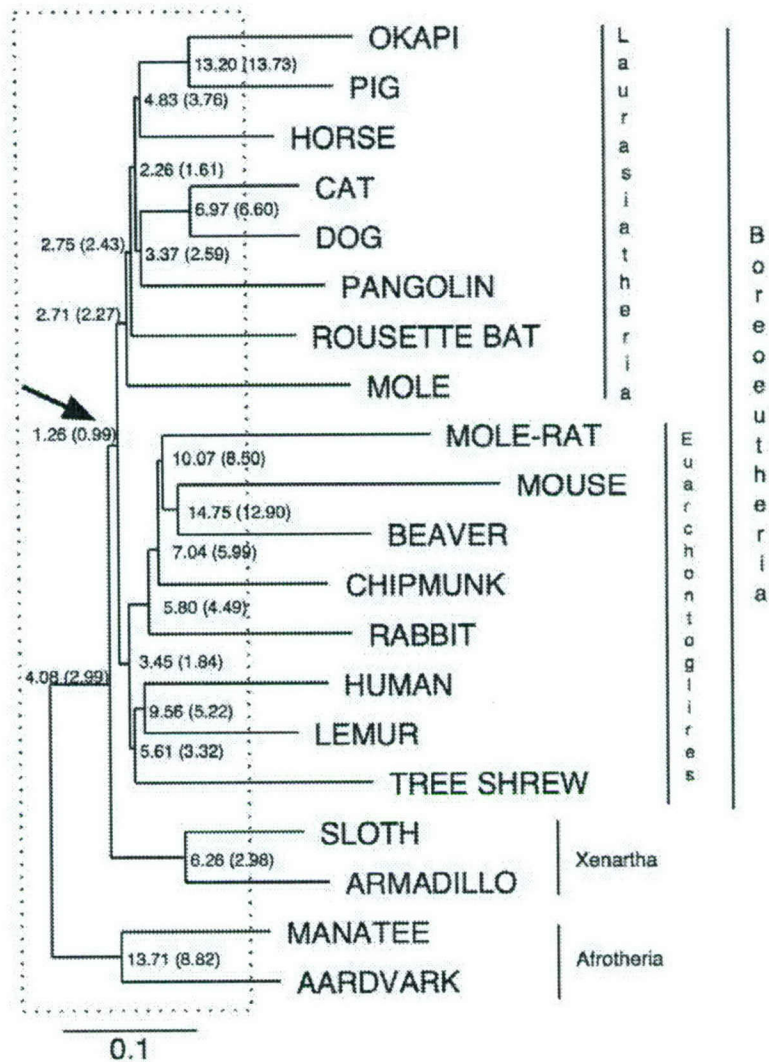 OKAPI
13.20 (13.73)
PIG
4.83 (3.76)
HORSE
2.26 (1.61)
CAT
6.97 (6.60)
DOG
2.75 (2.43)
3.37 (2.59)
PANGOLIN
2.71 (2.27)
ROUSETTE BAT
MOLE
Laurasiatheria
1.26 (0.99)
MOLE-RAT
10.07 (8.50)
MOUSE
14.75 (12.90)
BEAVER
7.04 (5.99)
CHIPMUNK
5.80 (4.49)
RABBIT
3.45 (1.84)
HUMAN
4.08 (2.99)
9.56 (5.22)
LEMUR
5.61 (3.32)
TREE SHREW
Euarchontoglires
Boreoeutheria
SLOTH
6.26 (2.98)
Xenartha
ARMADILLO
MANATEE
13.71 (8.82)
Afrotheria
AARDVARK
0.1